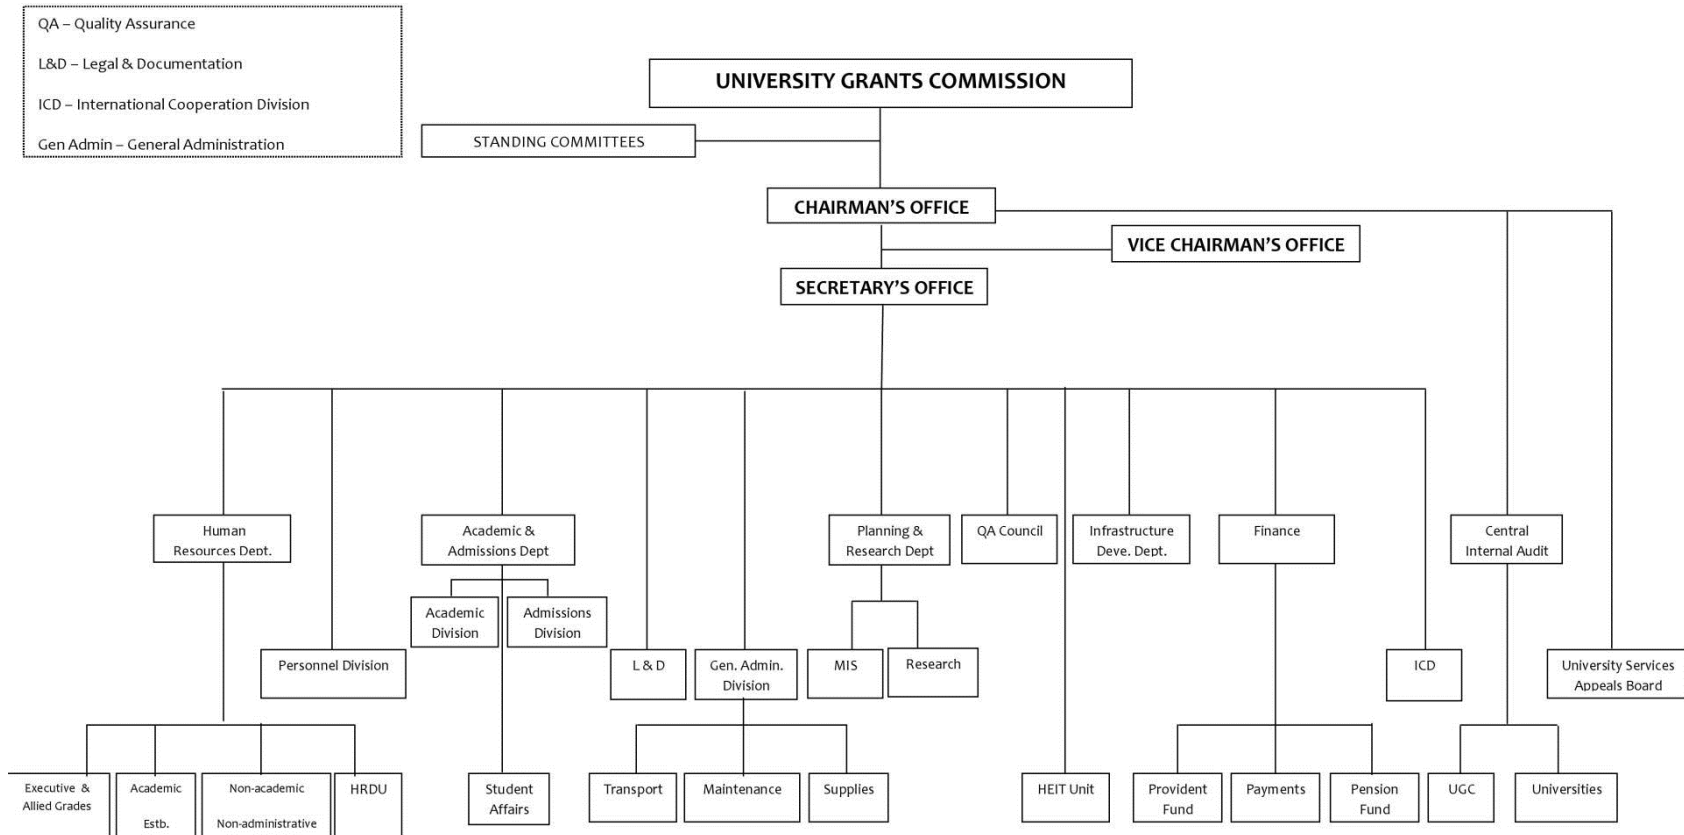 QA – Quality Assurance
L&D – Legal & Documentation
ICD – International Cooperation Division
Gen Admin – General Administration
UNIVERSITY GRANTS COMMISSION
STANDING COMMITTEES
CHAIRMAN'S OFFICE
VICE CHAIRMAN'S OFFICE
SECRETARY'S OFFICE
Human
Resources Dept.
Academic &
Admissions Dept
Planning &
Research Dept
QA Council
Infrastructure
Deve. Dept.
Finance
Central
Internal Audit
Academic
Division
Admissions
Division
Personnel Division
L & D
Gen. Admin.
Division
MIS
Research
ICD
University Services
Appeals Board
Executive &
Allied Grades
Academic
Estb.
Non-academic
Non-administrative
HRDU
Student
Affairs
Transport
Maintenance
Supplies
HEIT Unit
Provident
Fund
Payments
Pension
Fund
UGC
Universities